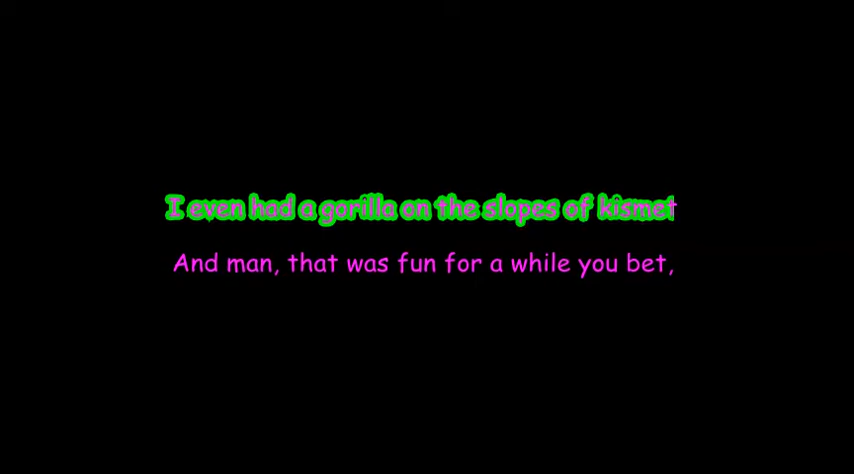 I even had a gorilla on the slopes of kismet
And man, that was fun for a while you bet,